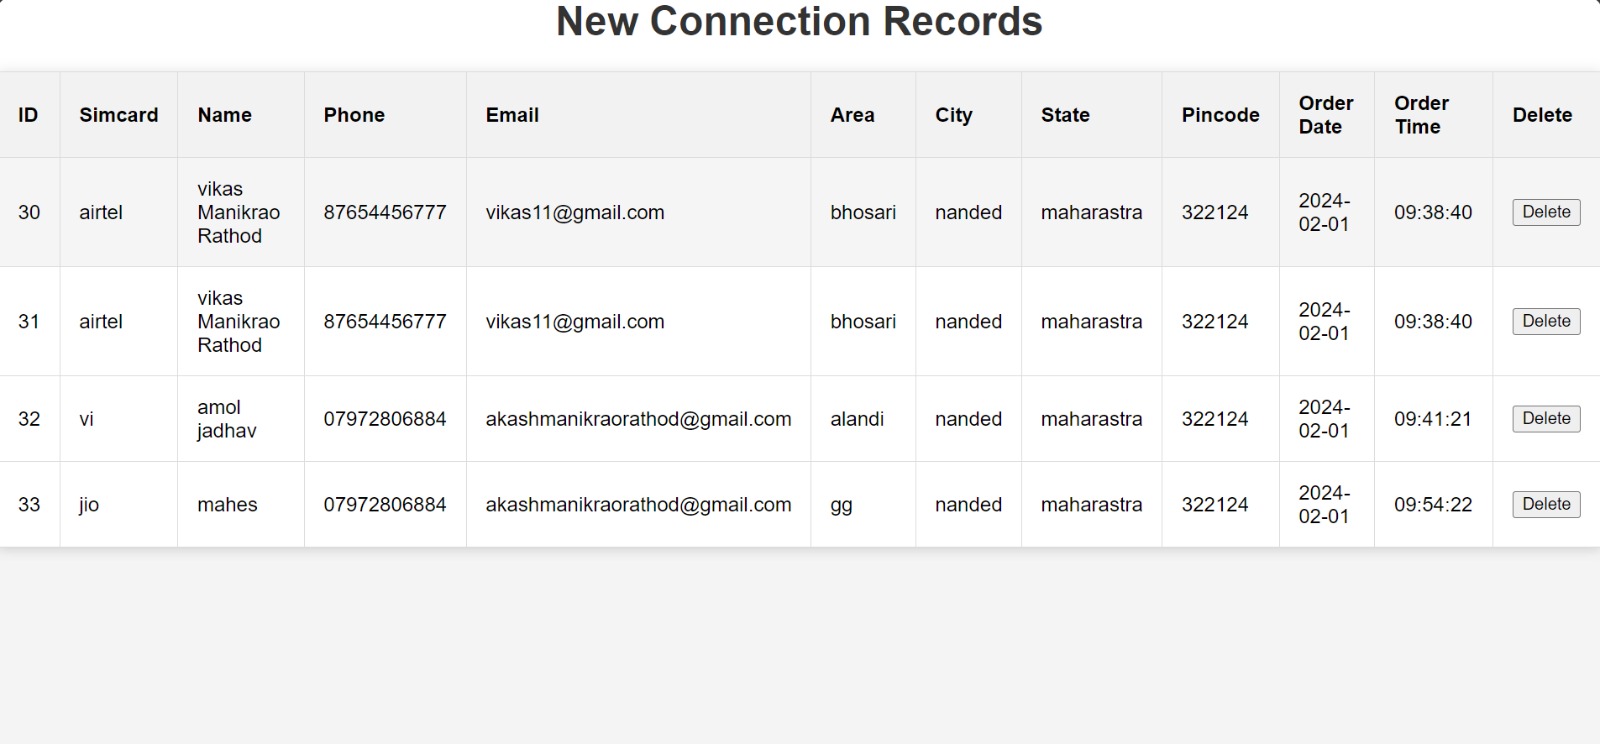 New Connection Records
ID Simcard Name Phone Email Area City State Pincode Order Date Order Time Delete
30 airtel vikas Manikrao Rathod 87654456777 vikas11@gmail.com bhosari nanded maharastra 322124 2024-02-01 09:38:40 Delete
31 airtel vikas Manikrao Rathod 87654456777 vikas11@gmail.com bhosari nanded maharastra 322124 2024-02-01 09:38:40 Delete
32 vi amol jadhav 07972806884 akashmanikraorathod@gmail.com alandi nanded maharastra 322124 2024-02-01 09:41:21 Delete
33 jio mahes 07972806884 akashmanikraorathod@gmail.com gg nanded maharastra 322124 2024-02-01 09:54:22 Delete